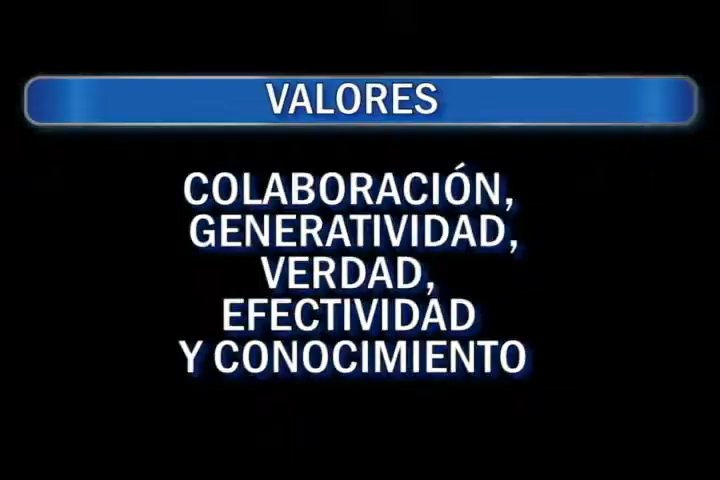 VALORES
COLABORACIÓN,
GENERATIVIDAD,
VERDAD,
EFECTIVIDAD
Y CONOCIMIENTO